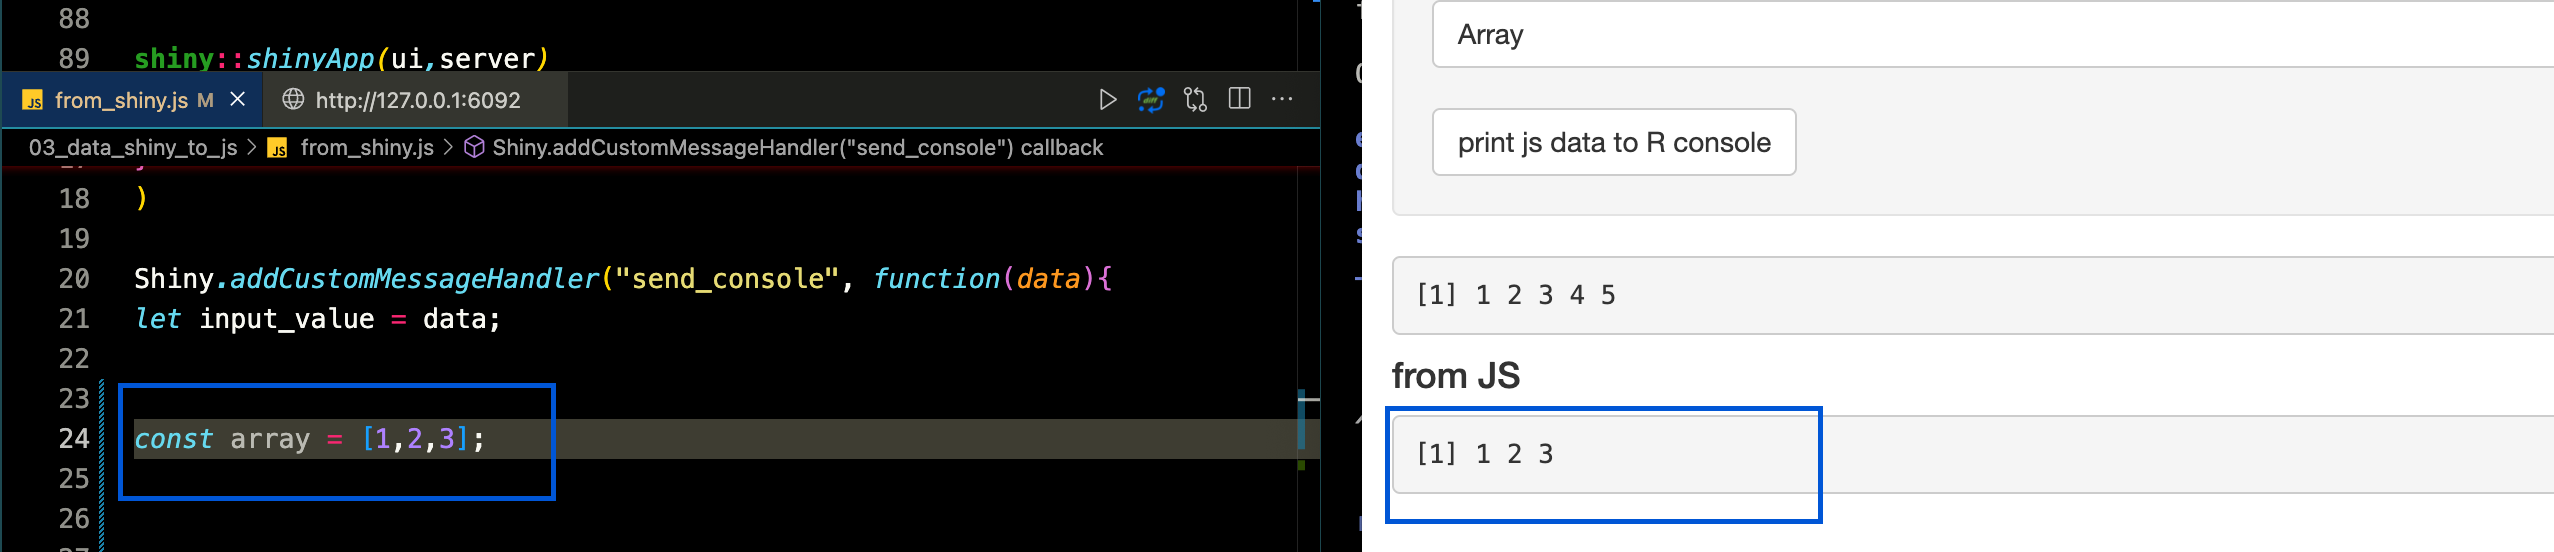 88
89 shiny::shinyApp(ui,server)
from_shiny.js M
http://127.0.0.1:6092
03_data_shiny_to_js > from_shiny.js > Shiny.addCustomMessageHandler("send_console") callback
18 )
19
20 Shiny.addCustomMessageHandler("send_console", function(data){
21 let input_value = data;
22
23
24 const array = [1,2,3];
25
26
Array
print js data to R console
[1] 1 2 3 4 5
from JS
[1] 1 2 3